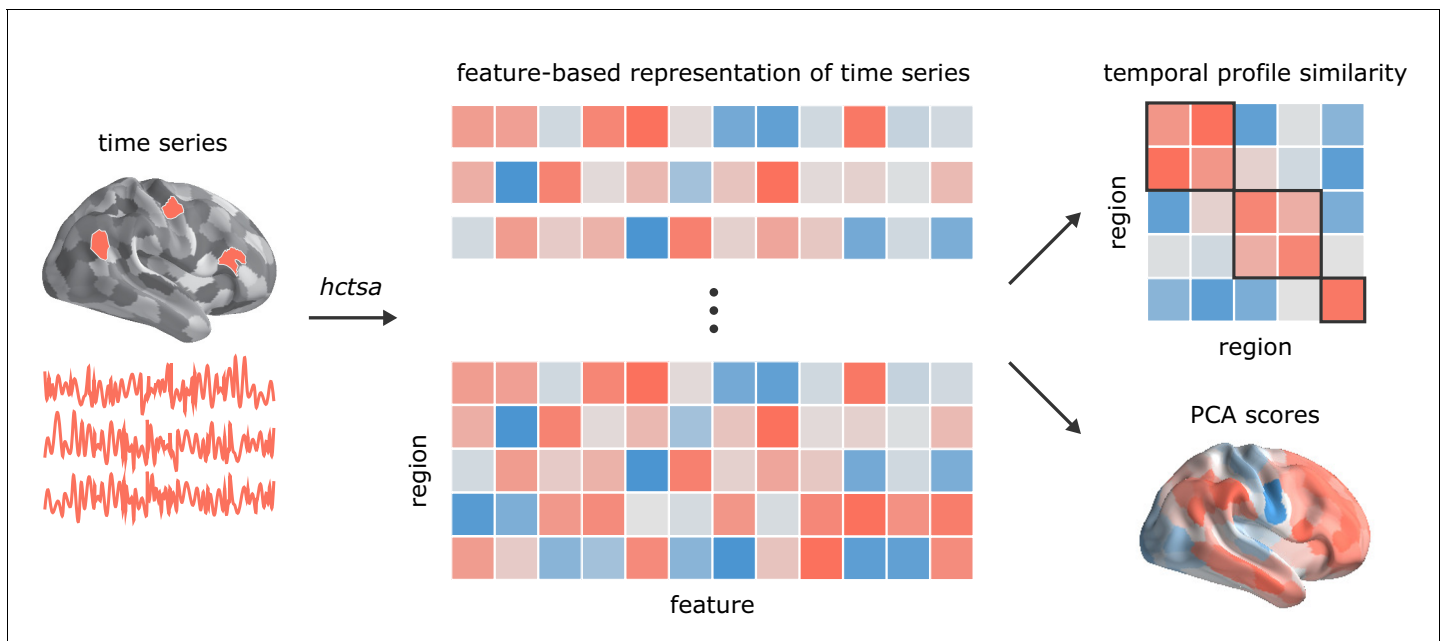 time series
hctsa
feature-based representation of time series
region
feature
temporal profile similarity
region
region
PCA scores